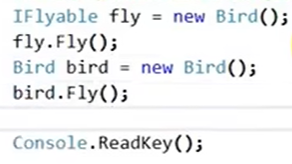 IFlyable fly = new Bird();
fly.Fly();
Bird bird = new Bird();
bird.Fly();
Console.ReadKey();